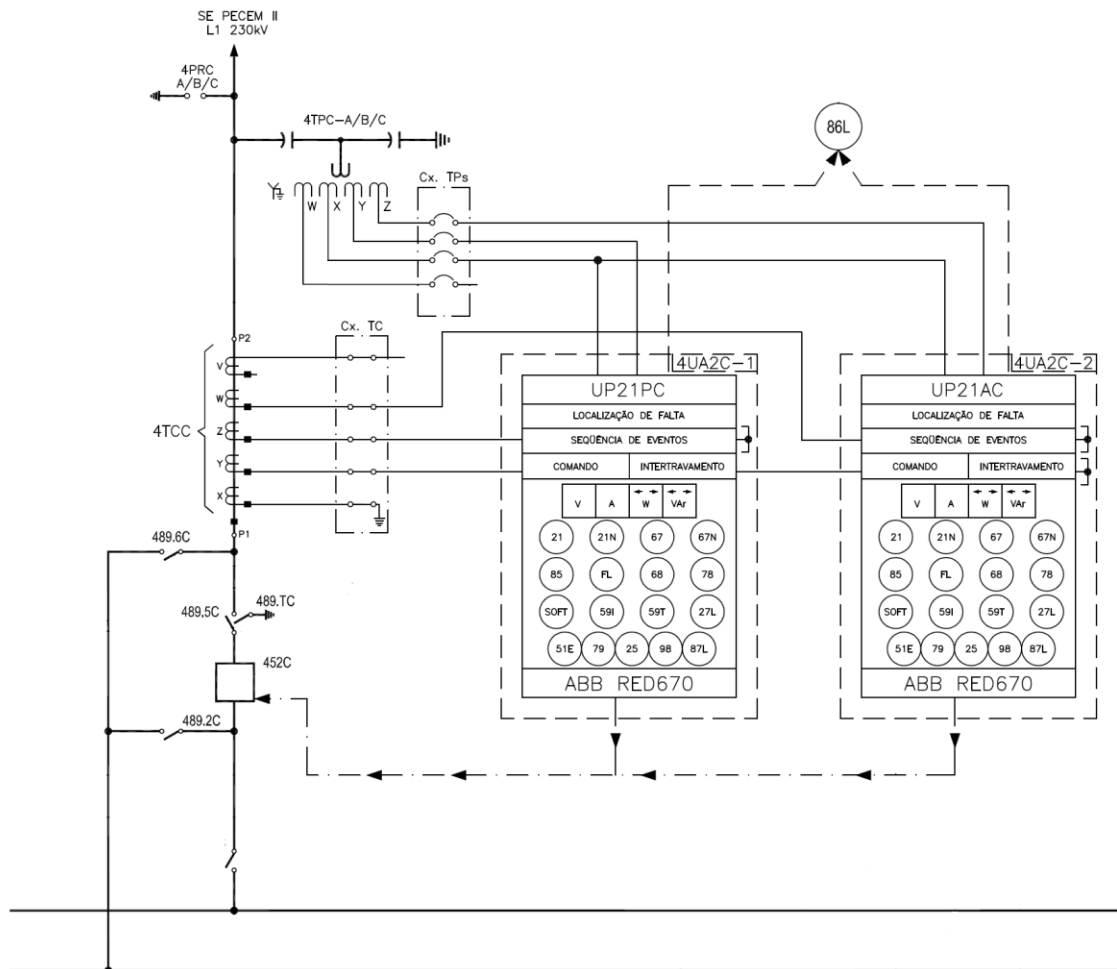 SE PECEM II
L1 230kV
4PRC
A/B/C
4TPC-A/B/C
86L
Cx. TPs
W X Y Z
P2
Cx. TC
V
W
4TCC
Z
Y
X
P1
489.6C
489.5C
489.TC
452C
489.2C
4UA2C-1
UP21PC
LOCALIZAÇÃO DE FALTA
SEQÜÊNCIA DE EVENTOS
COMANDO INTERTRAVAMENTO
V A W VAr
21 21N 67 67N
85 FL 68 78
SOFT 59I 59T 27L
51E 79 25 98 87L
ABB RED670
4UA2C-2
UP21AC
LOCALIZAÇÃO DE FALTA
SEQÜÊNCIA DE EVENTOS
COMANDO INTERTRAVAMENTO
V A W VAr
21 21N 67 67N
85 FL 68 78
SOFT 59I 59T 27L
51E 79 25 98 87L
ABB RED670